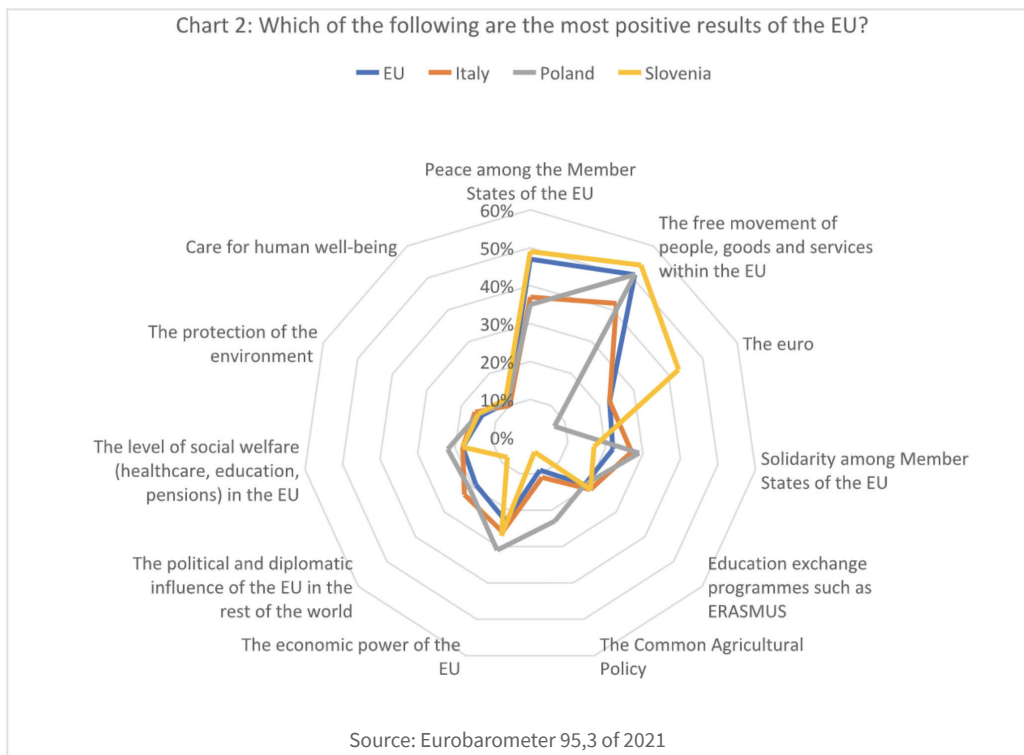 Chart 2: Which of the following are the most positive results of the EU?
EU Italy Poland Slovenia
Peace among the Member
States of the EU
The free movement of
people, goods and services
within the EU
The euro
Solidarity among Member
States of the EU
Education exchange
programmes such as
ERASMUS
The Common Agricultural
Policy
The economic power of the
EU
The political and diplomatic
influence of the EU in the
rest of the world
The level of social welfare
(healthcare, education,
pensions) in the EU
The protection of the
environment
Care for human well-being
60%
50%
40%
30%
20%
10%
0%
Source: Eurobarometer 95,3 of 2021